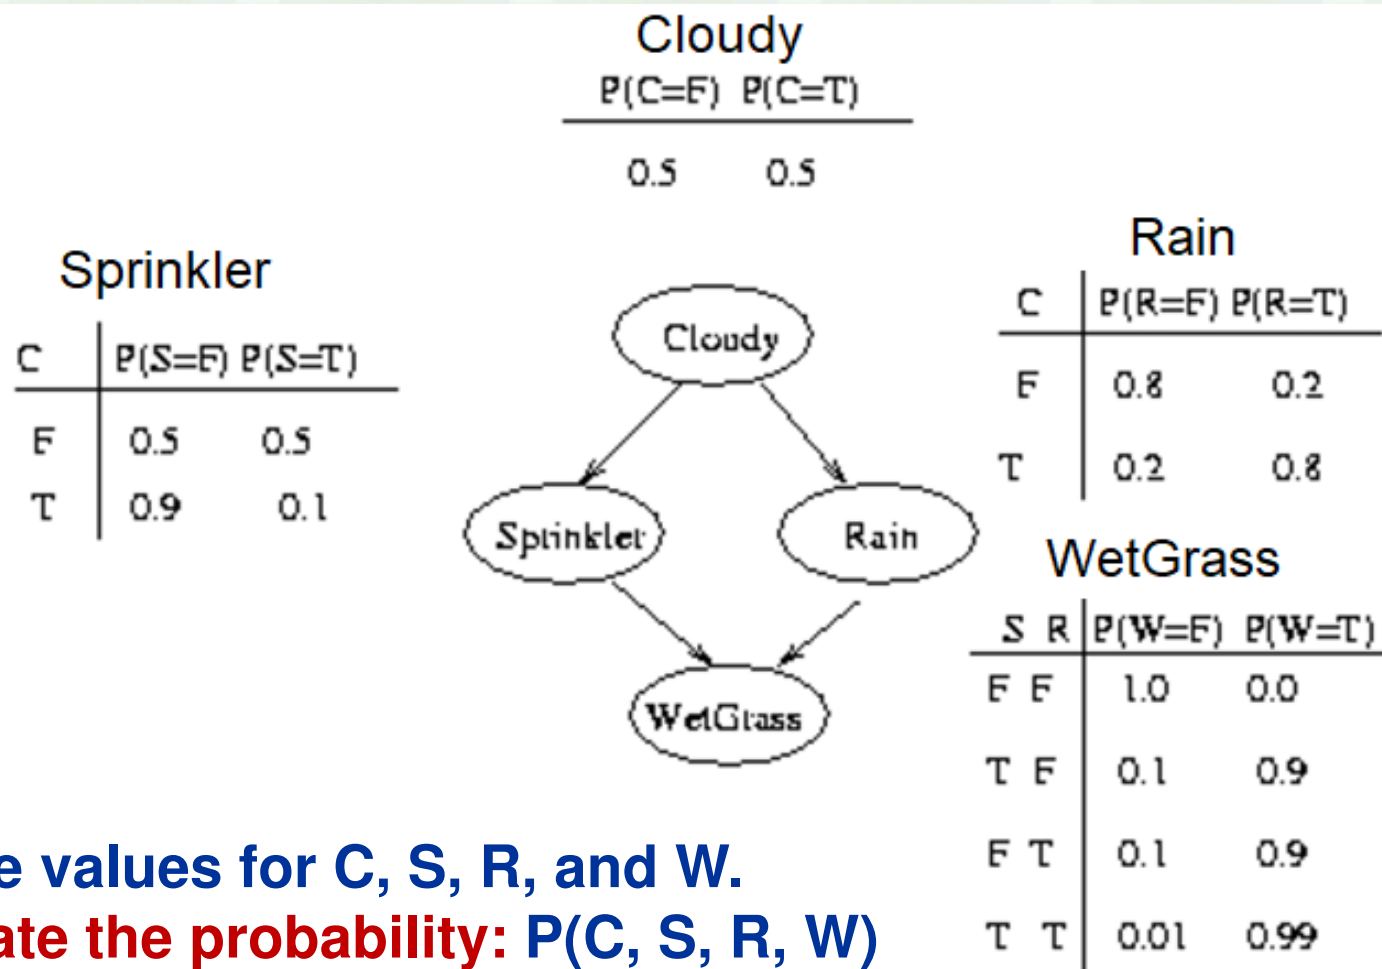 Cloudy
P(C=F) P(C=T)
0.5 0.5
Sprinkler
C P(S=F) P(S=T)
F 0.5 0.5
T 0.9 0.1
Rain
C P(R=F) P(R=T)
F 0.8 0.2
T 0.2 0.8
Cloudy
Sprinkler
Rain
WetGrass
WetGrass
S R P(W=F) P(W=T)
F F 1.0 0.0
T F 0.1 0.9
F T 0.1 0.9
T T 0.01 0.99
e values for C, S, R, and W.
ate the probability: P(C, S, R, W)